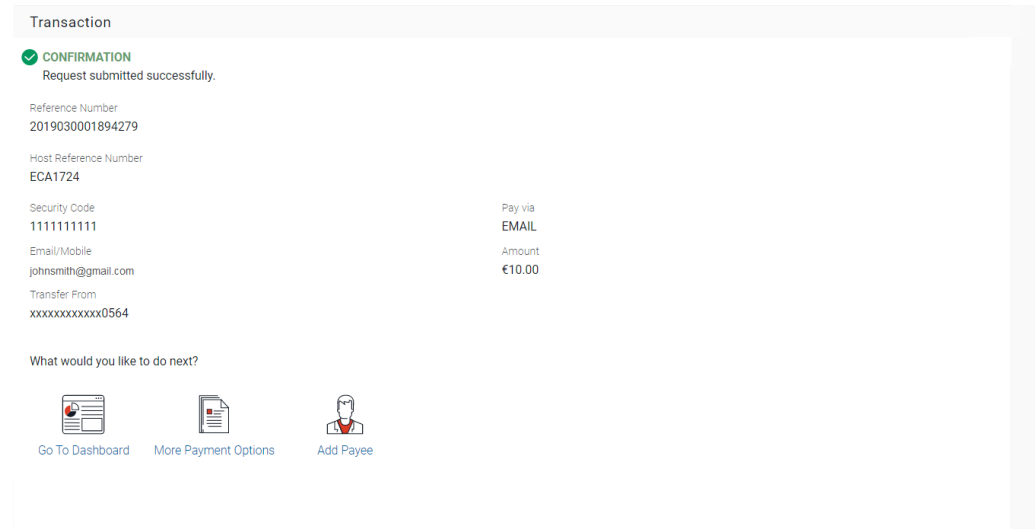 Transaction
CONFIRMATION
Request submitted successfully.
Reference Number
2019030001894279
Host Reference Number
ECA1724
Security Code
1111111111
Pay via
EMAIL
Email/Mobile
johnsmith@gmail.com
Amount
€10.00
Transfer From
xxxxxxxxxxxx0564
What would you like to do next?
Go To Dashboard
More Payment Options
Add Payee